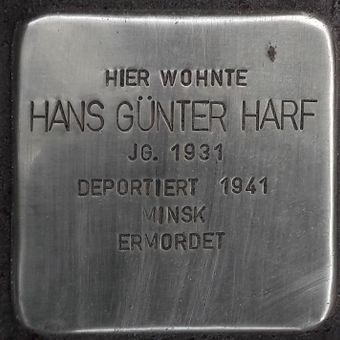 HIER WOHNTE
HANS GÜNTER HARF
JG. 1931
DEPORTIERT 1941
MINSK
ERMORDET